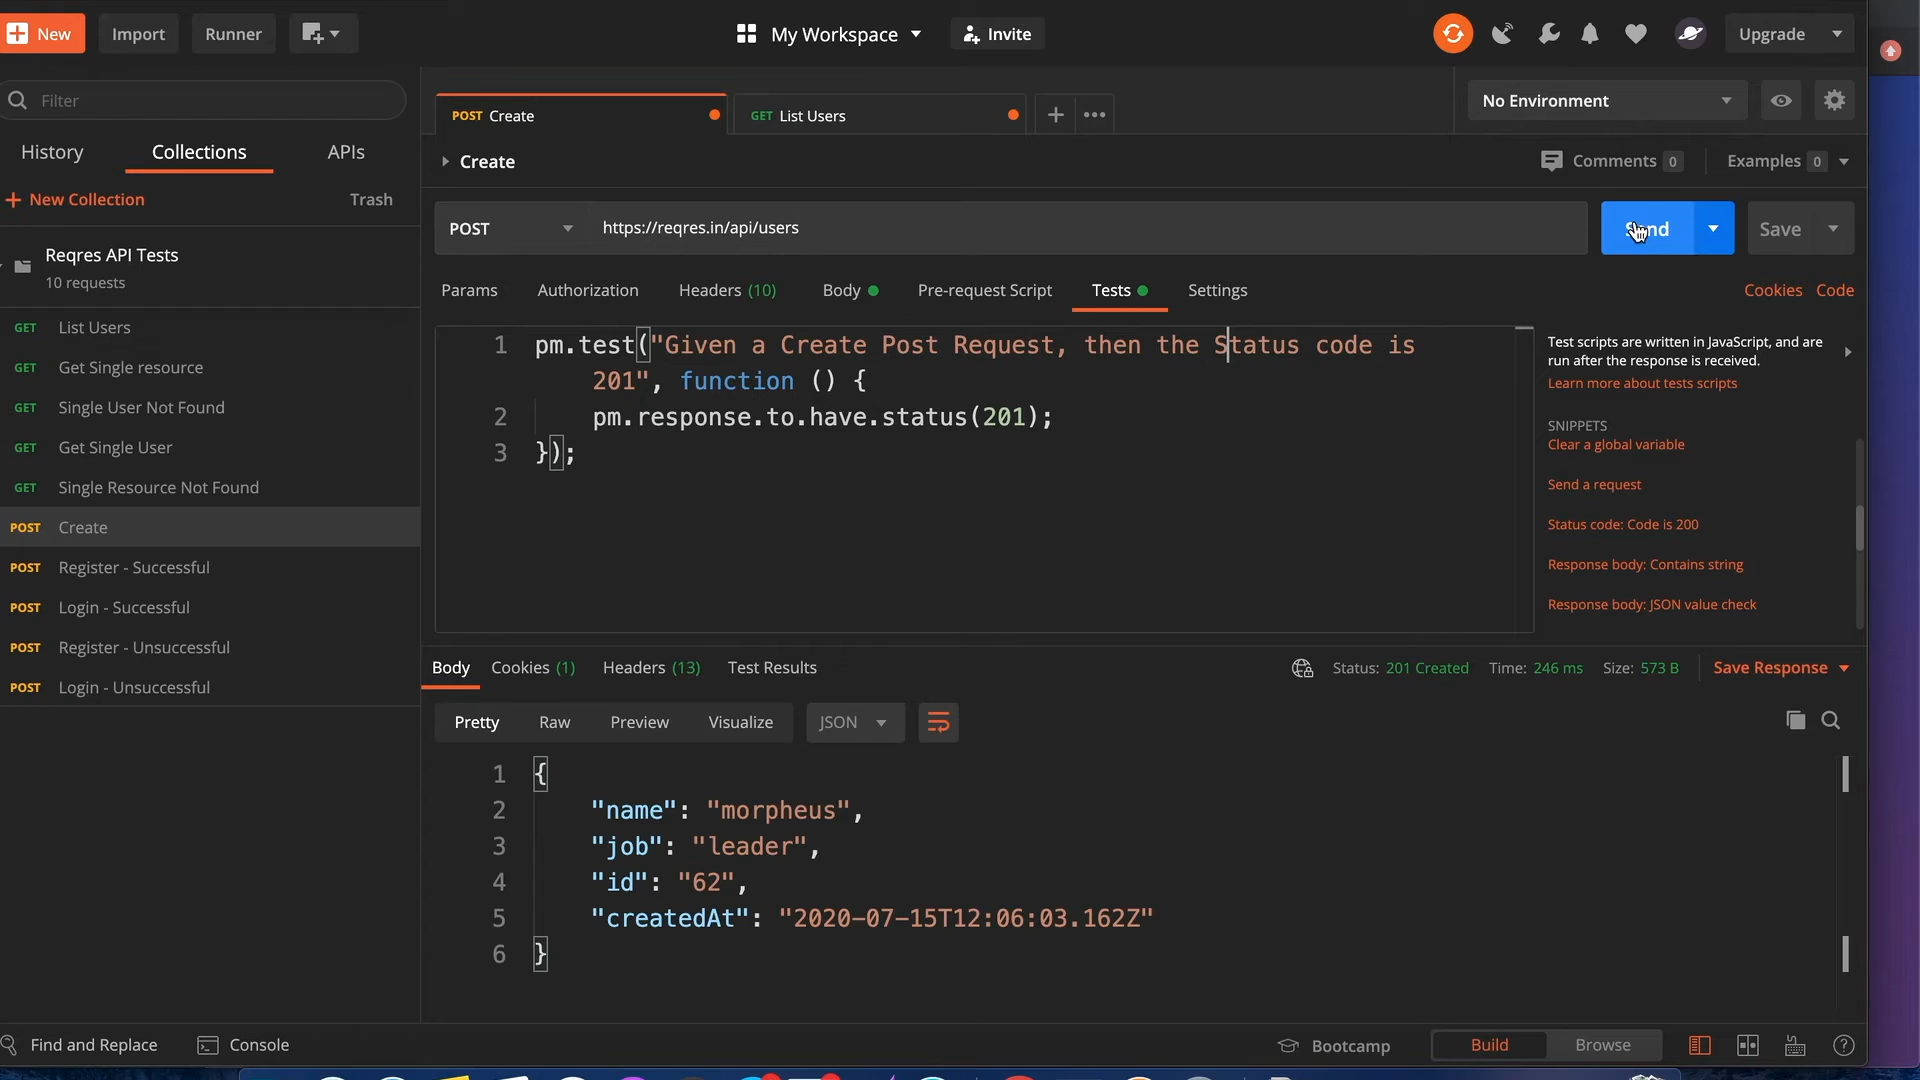 New
Import
Runner
My Workspace
Invite
Upgrade
Filter
POST Create
GET List Users
No Environment
History
Collections
APIs
Create
Comments 0
Examples 0
+ New Collection
Trash
POST
https://reqres.in/api/users
Save
Reqres API Tests
10 requests
Params
Authorization
Headers (10)
Body
Pre-request Script
Tests
Settings
Cookies
Code
GET List Users
GET Get Single resource
GET Single User Not Found
GET Get Single User
GET Single Resource Not Found
POST Create
POST Register - Successful
POST Login - Successful
POST Register - Unsuccessful
POST Login - Unsuccessful
1 pm.test("Given a Create Post Request, then the Status code is
201", function () {
2 pm.response.to.have.status(201);
3 });
Test scripts are written in JavaScript, and are
run after the response is received.
Learn more about tests scripts
SNIPPETS
Clear a global variable
Send a request
Status code: Code is 200
Response body: Contains string
Response body: JSON value check
Body
Cookies (1)
Headers (13)
Test Results
Status: 201 Created
Time: 246 ms
Size: 573 B
Save Response
Pretty
Raw
Preview
Visualize
JSON
1 {
2 "name": "morpheus",
3 "job": "leader",
4 "id": "62",
5 "createdAt": "2020-07-15T12:06:03.162Z"
6 }
Find and Replace
Console
Bootcamp
Build
Browse